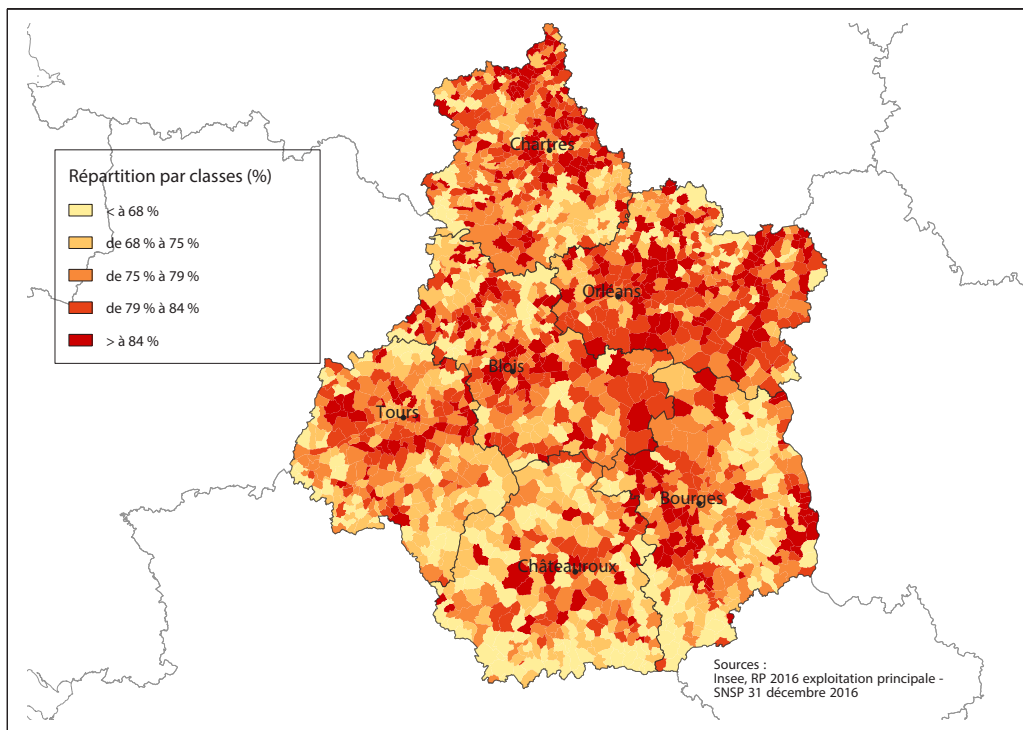 Chartres
Répartition par classes (%)
< à 68 %
de 68 % à 75 %
de 75 % à 79 %
de 79 % à 84 %
> à 84 %
Orléans
Blois
Tours
Bourges
Châteauroux
Sources :
Insee, RP 2016 exploitation principale -
SNSP 31 décembre 2016